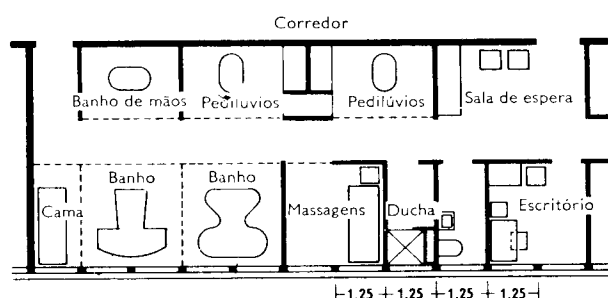 Corredor
Banho de mãos
Pedilúvios
Pedilúvios
Sala de espera
Cama
Banho
Banho
Massagens
Ducha
Escritório
1.25 1.25 1.25 1.25